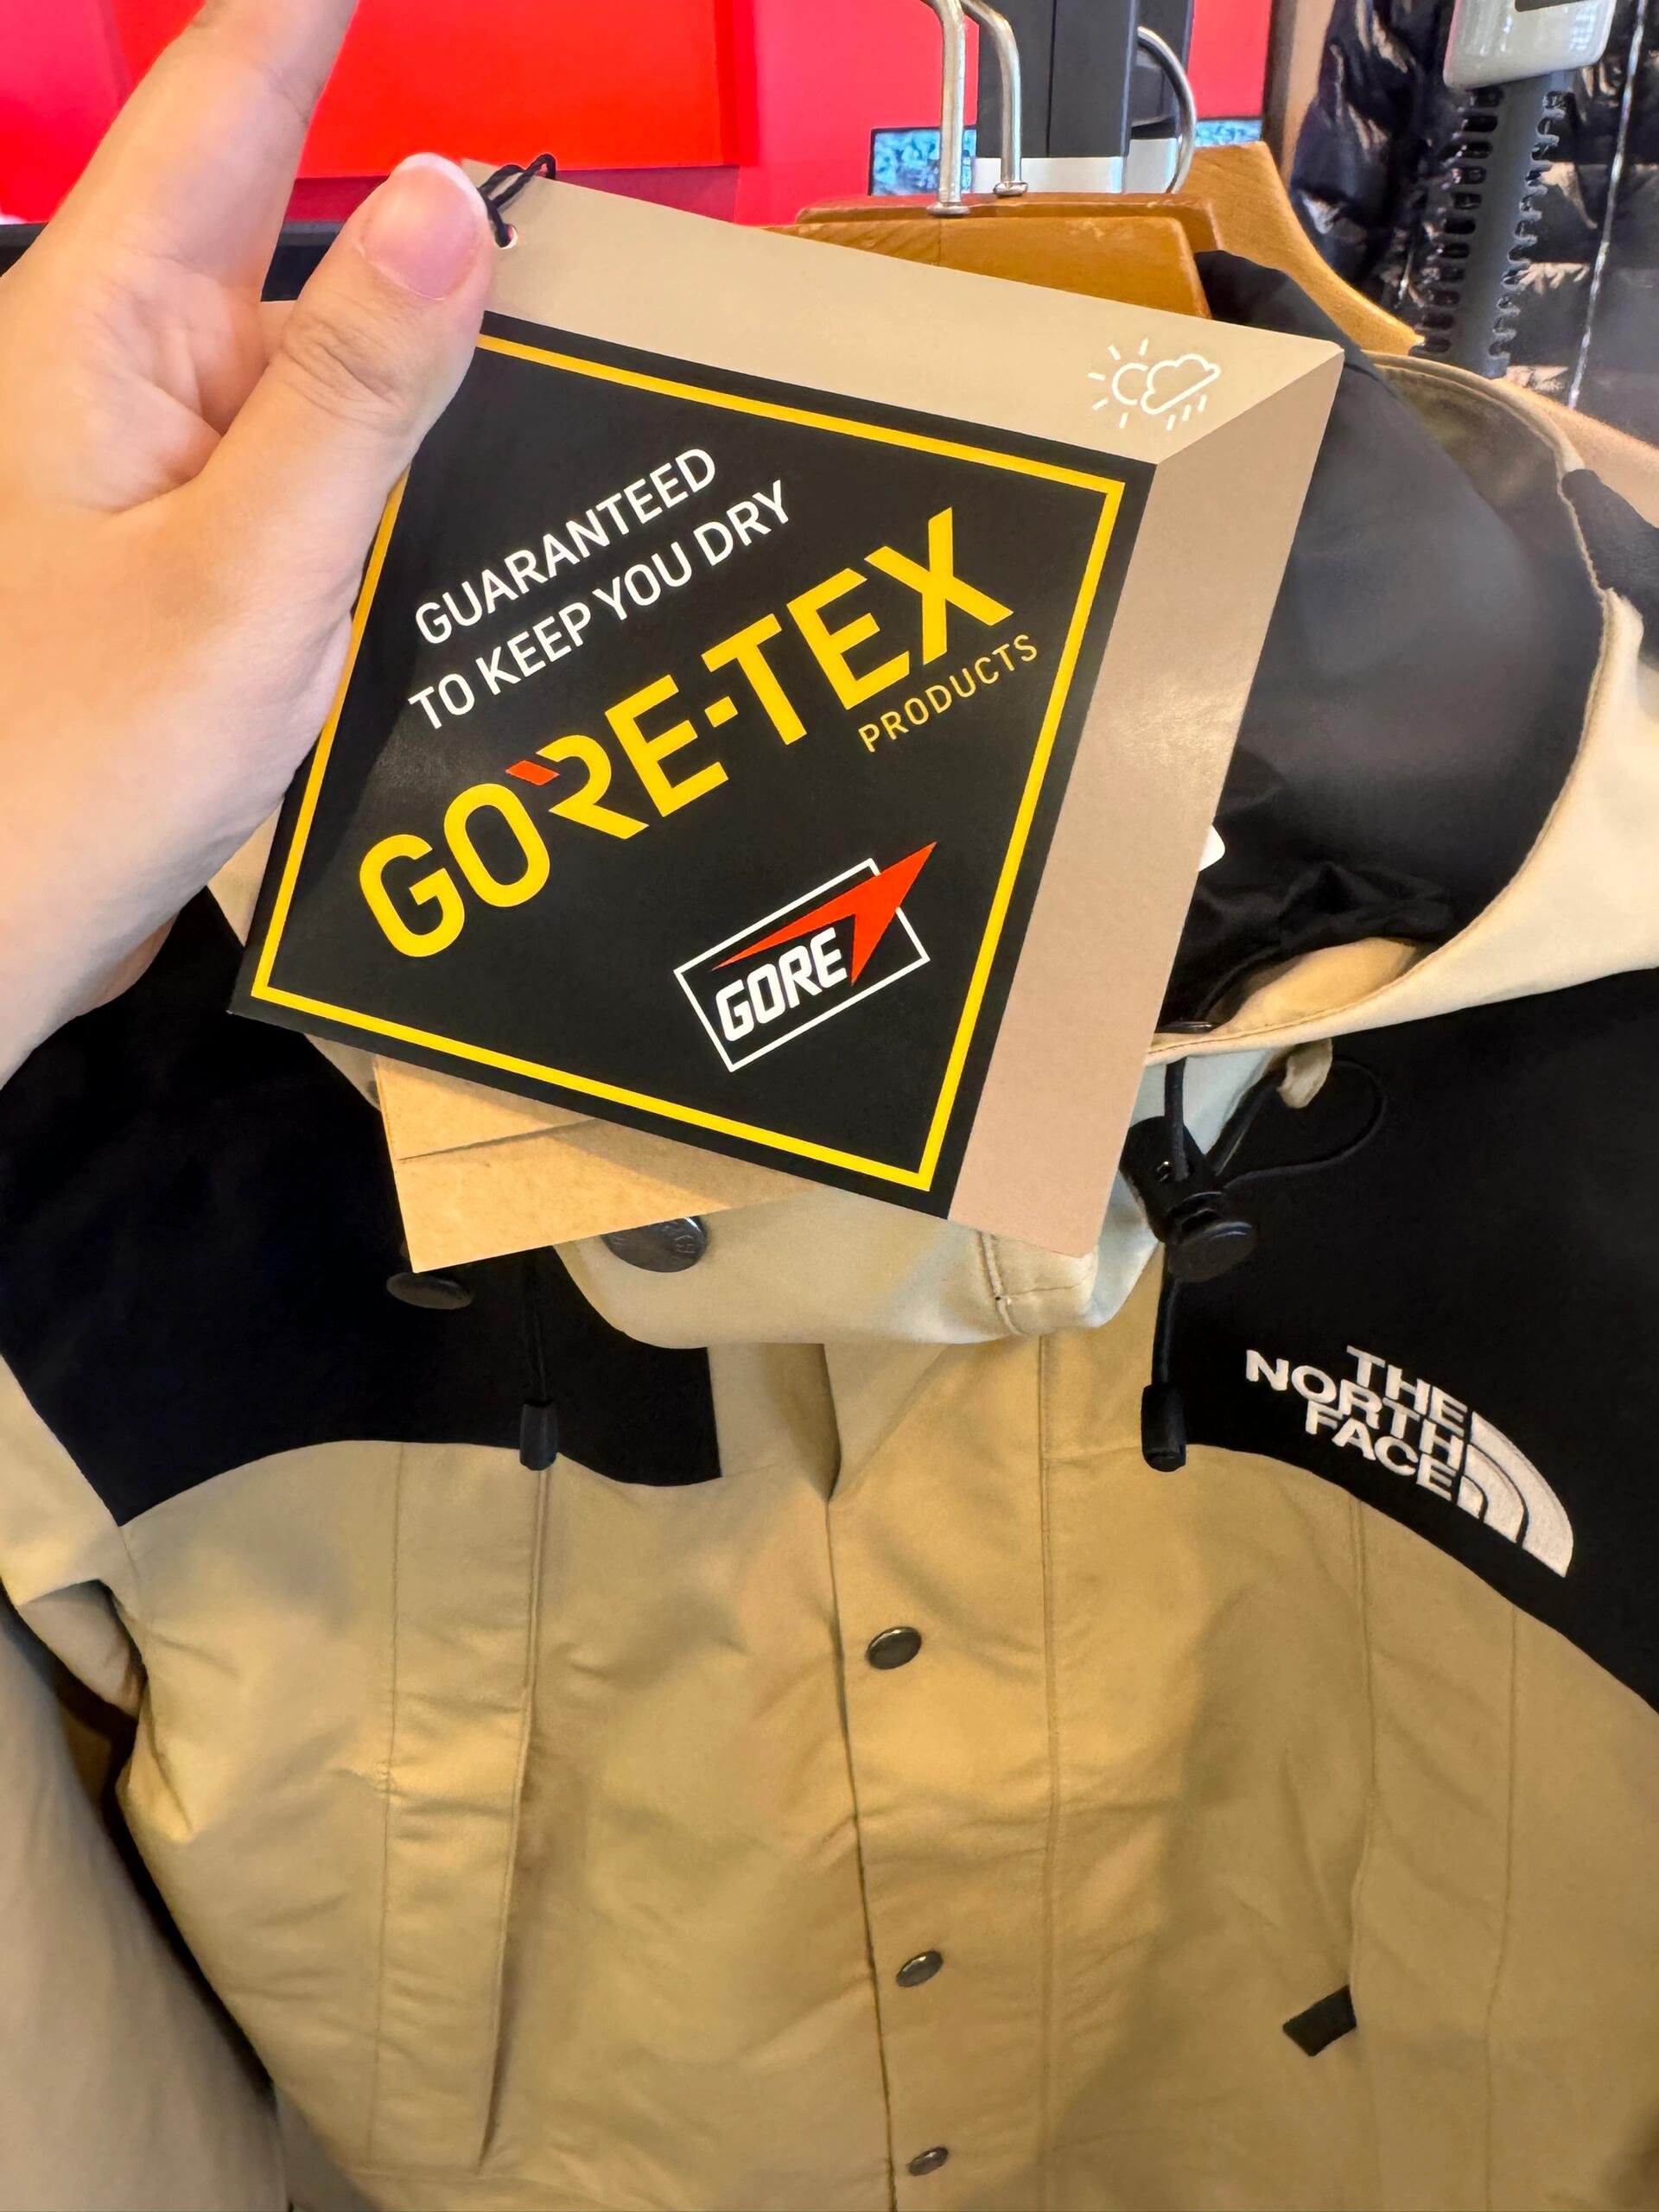 GUARANTEED
TO KEEP YOU DRY
GORE-TEX
PRODUCTS
GORE
THE
NORTH
FACE